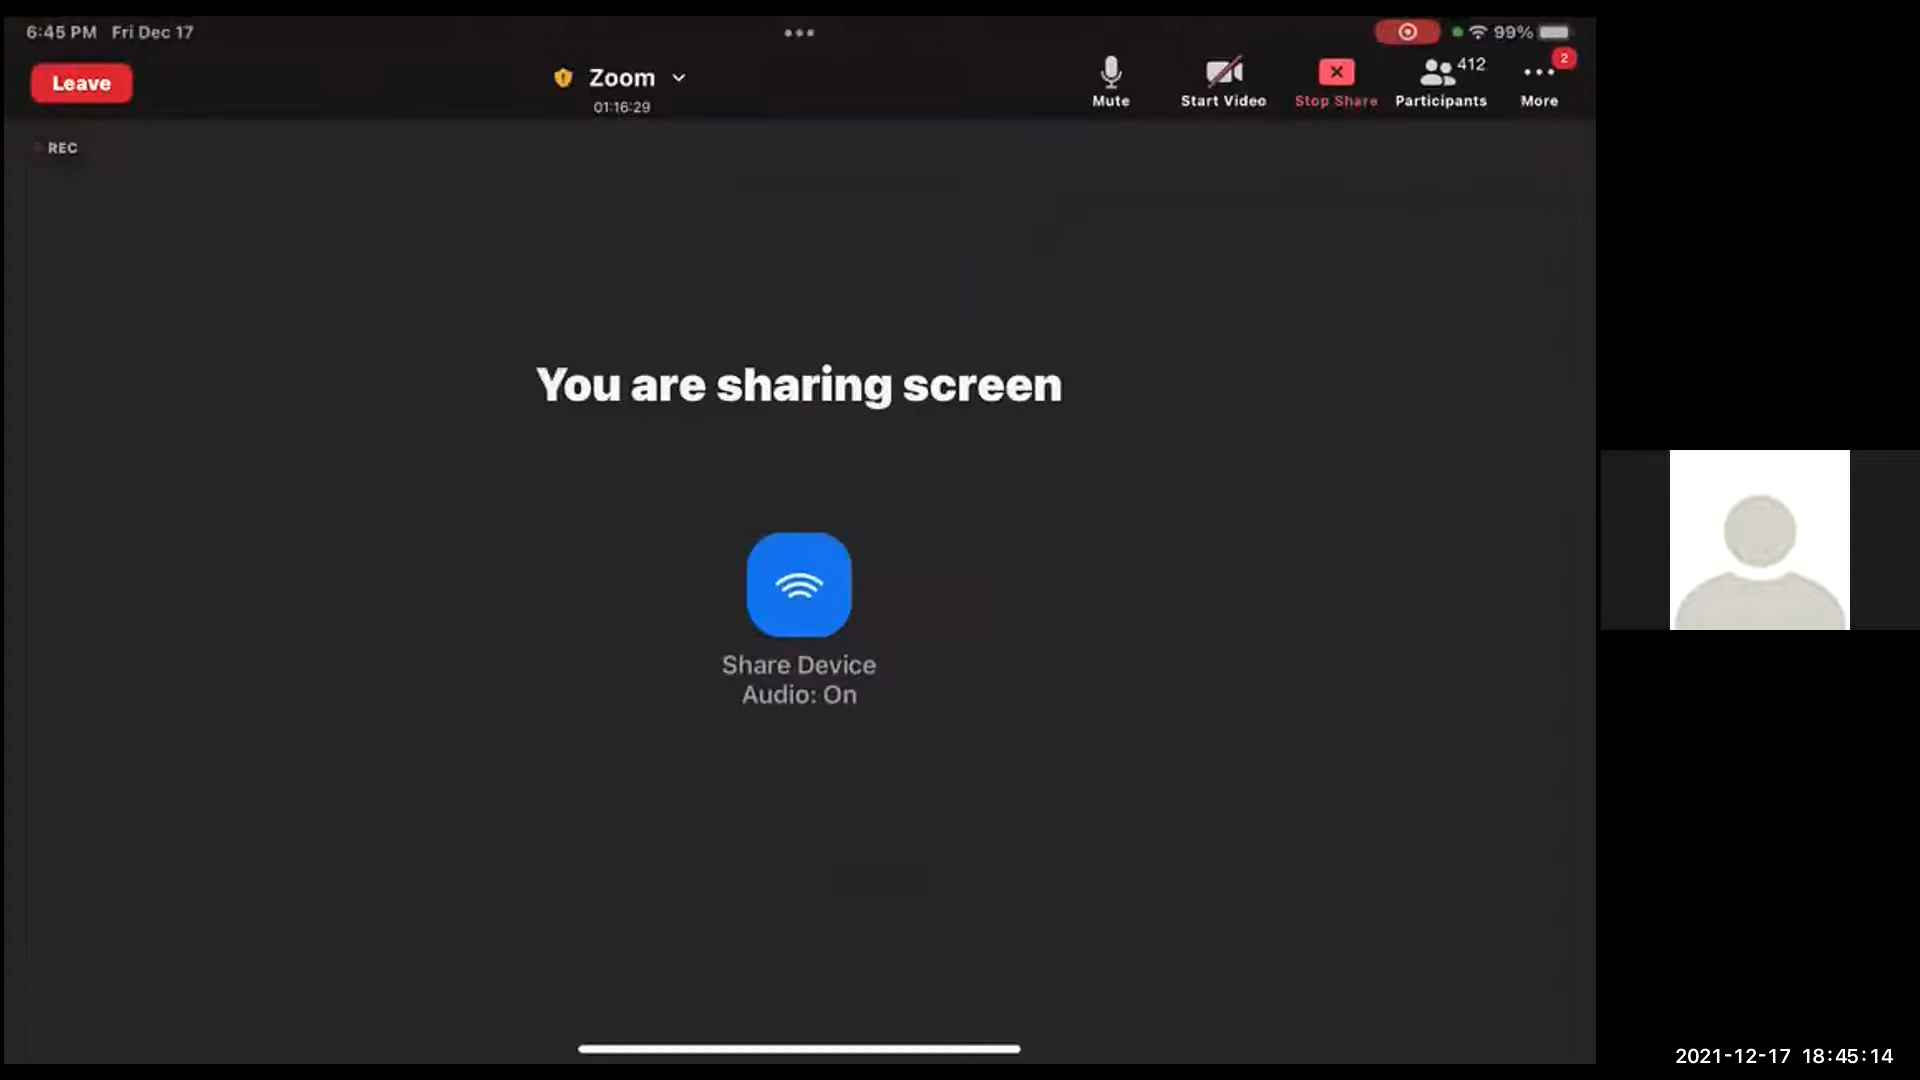 6:45 PM Fri Dec 17
99%
Leave
Zoom
01:16:29
Mute
Start Video
Stop Share
412
Participants
2
More
REC
You are sharing screen
Share Device
Audio: On
2021-12-17 18:45:14